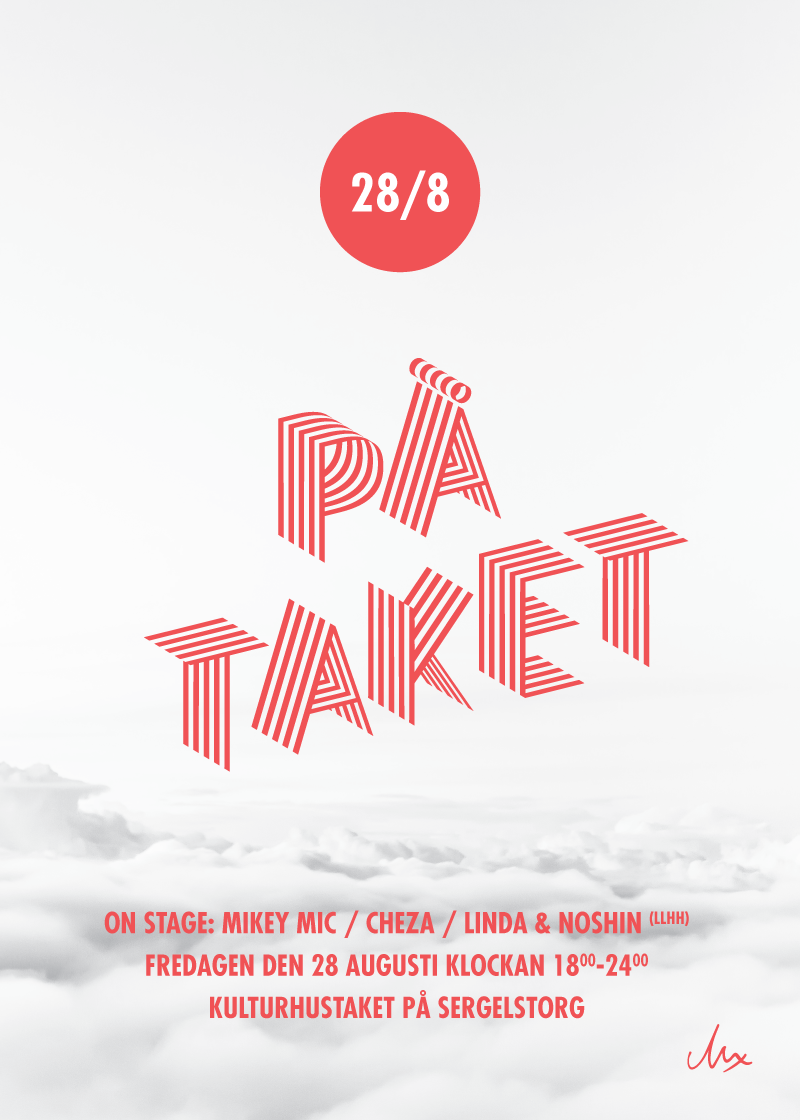 28/8
PÅ
TAKET
ON STAGE: MIKEY MIC / CHEZA / LINDA & NOSHIN (LLHH)
FREDAGEN DEN 28 AUGUSTI KLOCKAN 18⁰⁰-24⁰⁰
KULTURHUSTAKET PÅ SERGELSTORG